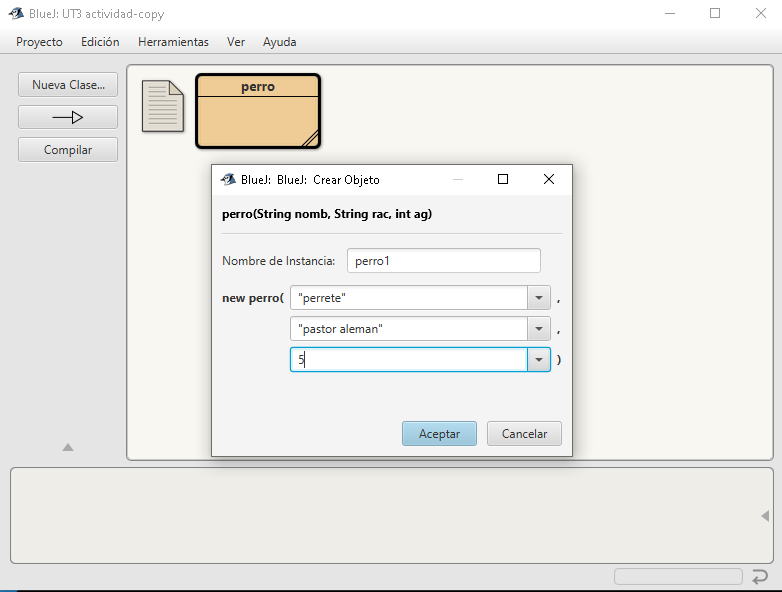 BlueJ: UT3 actividad-copy
Proyecto Edición Herramientas Ver Ayuda
Nueva Clase...
Compilar
perro
BlueJ: BlueJ: Crear Objeto
perro(String nomb, String rac, int ag)
Nombre de Instancia: perro1
new perro( "perrete" ,
"pastor aleman" ,
5 )
Aceptar Cancelar